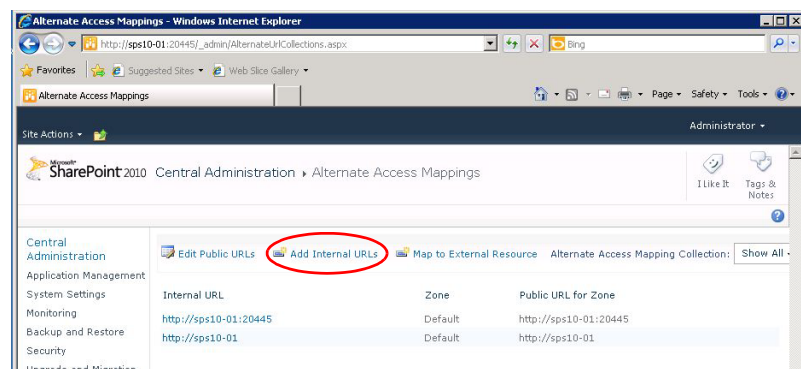 Alternate Access Mappings - Windows Internet Explorer
http://sps10-01:20445/_admin/AlternateUrlCollections.aspx
Bing
Favorites Suggested Sites Web Slice Gallery
Alternate Access Mappings
Page Safety Tools
Administrator
Site Actions
Microsoft
SharePoint 2010 Central Administration Alternate Access Mappings
I Like It
Tags &
Notes
Central
Administration
Edit Public URLs Add Internal URLs Map to External Resource Alternate Access Mapping Collection: Show All
Application Management
System Settings
Internal URL Zone Public URL for Zone
Monitoring
http://sps10-01:20445 Default http://sps10-01:20445
Backup and Restore
http://sps10-01 Default http://sps10-01
Security
Upgrade and Migration